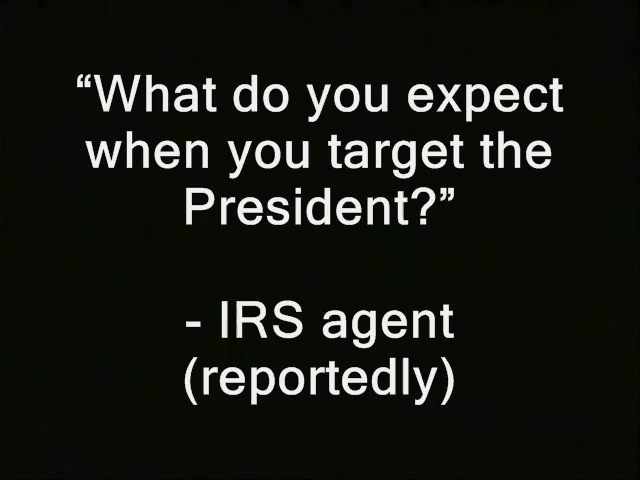 “What do you expect
when you target the
President?”
- IRS agent
(reportedly)